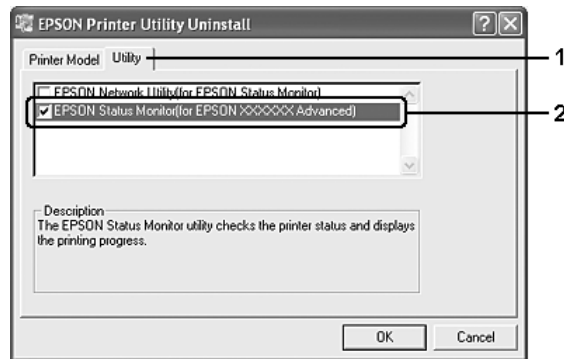 EPSON Printer Utility Uninstall
Printer Model Utility 1
EPSON Network Utility(for EPSON Status Monitor)
EPSON Status Monitor(for EPSON XXXXXX Advanced) 2
Description
The EPSON Status Monitor utility checks the printer status and displays
the printing progress.
OK Cancel